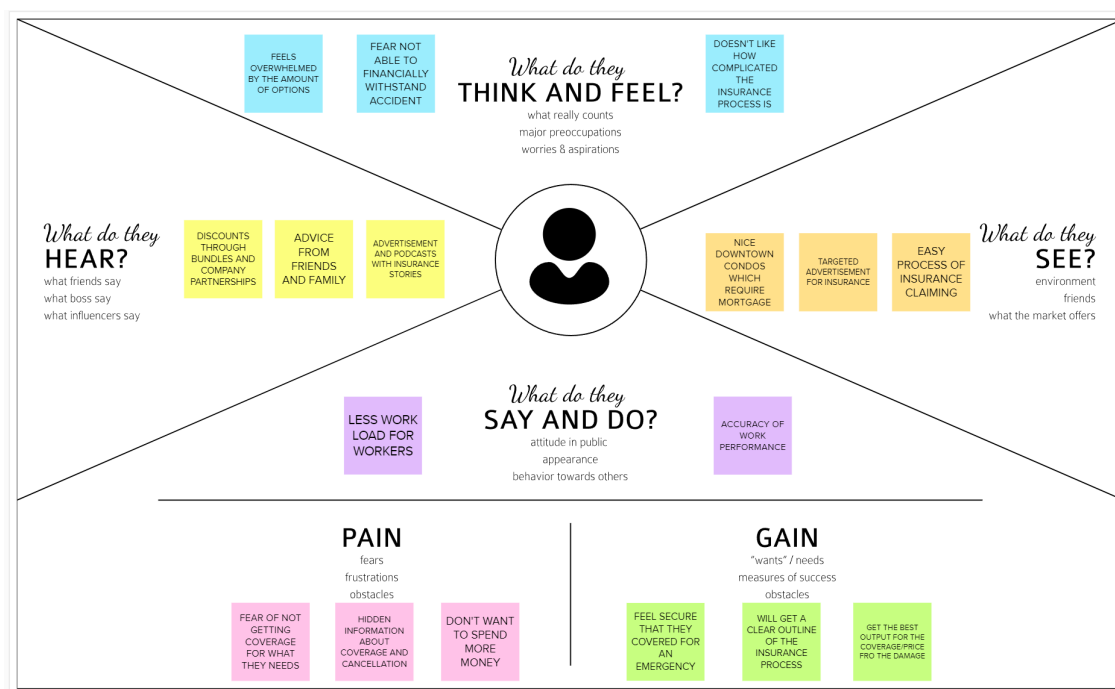 FEELS
OVERWHELMED
BY THE AMOUNT
OF OPTIONS
FEAR NOT
ABLE TO
FINANCIALLY
WITHSTAND
ACCIDENT
What do they
THINK AND FEEL?
what really counts
major preoccupations
worries & aspirations
DOESN'T LIKE
HOW
COMPLICATED
THE
INSURANCE
PROCESS IS
What do they
HEAR?
what friends say
what boss say
what influencers say
DISCOUNTS
THROUGH
BUNDLES AND
COMPANY
PARTNERSHIPS
ADVICE
FROM
FRIENDS
AND FAMILY
ADVERTISEMENT
AND PODCASTS
WITH INSURANCE
STORIES
NICE
DOWNTOWN
CONDOS
WHICH
REQUIRE
MORTGAGE
TARGETED
ADVERTISEMENT
FOR INSURANCE
EASY
PROCESS OF
INSURANCE
CLAIMING
What do they
SEE?
environment
friends
what the market offers
LESS WORK
LOAD FOR
WORKERS
What do they
SAY AND DO?
attitude in public
appearance
behavior towards others
ACCURACY OF
WORK
PERFORMANCE
PAIN
fears
frustrations
obstacles
FEAR OF NOT
GETTING
COVERAGE
FOR WHAT
THEY NEEDS
HIDDEN
INFORMATION
ABOUT
COVERAGE AND
CANCELLATION
DON'T WANT
TO SPEND
MORE
MONEY
GAIN
"wants" / needs
measures of success
obstacles
FEEL SECURE
THAT THEY
COVERED FOR
AN
EMERGENCY
WILL GET A
CLEAR OUTLINE
OF THE
INSURANCE
PROCESS
GET THE BEST
OUTPUT FOR THE
COVERAGE/PRICE
FRO THE DAMAGE